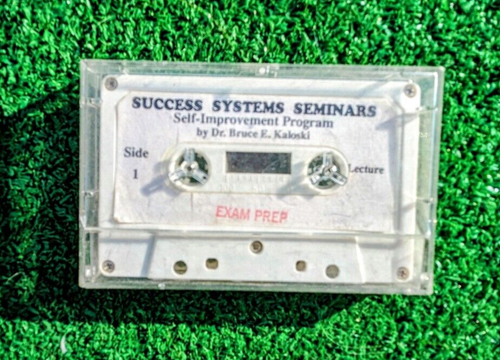 SUCCESS SYSTEMS SEMINARS
Self-Improvement Program
by Dr. Bruce E. Kaloski
Side
1
Lecture
EXAM PREP